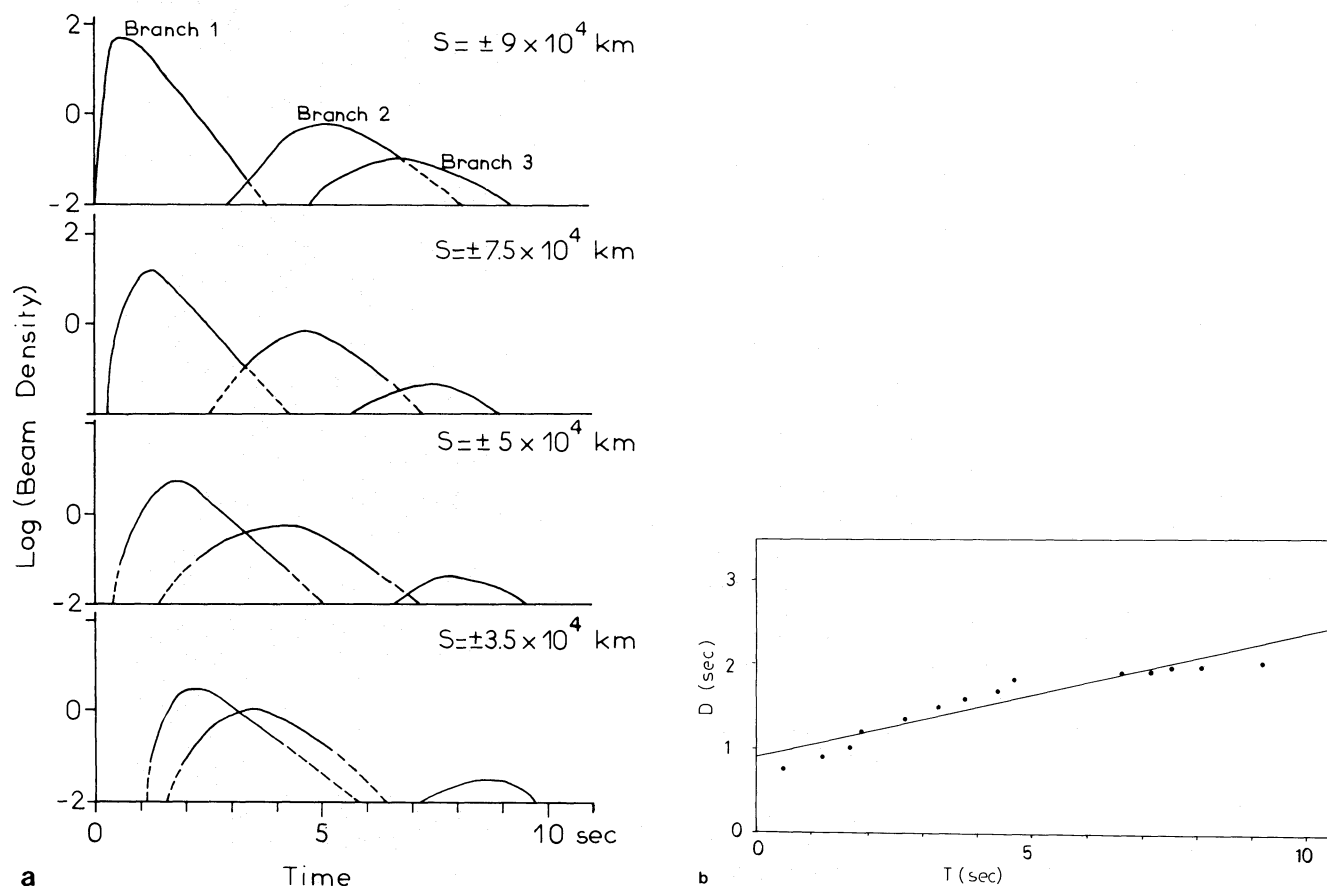 2
Branch 1
S = ± 9 × 10⁴ km
0
Branch 2
Branch 3
-2
2
S=±7.5 × 10⁴ km
0
Log (Beam Density)
S=± 5 × 10⁴ km
0
-2
S=±3.5 × 10⁴ km
0
-2
0 5 10 sec
Time
a
3
2
D (sec)
1
0
0 5 10
T (sec)
b